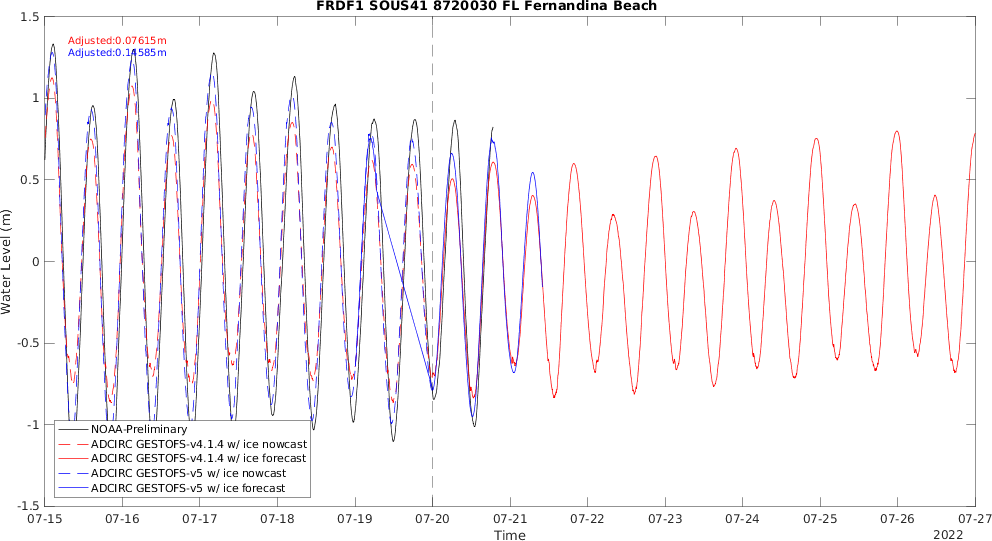 FRDF1 SOUS41 8720030 FL Fernandina Beach
Adjusted:0.07615m
Adjusted:0.14585m
1.5
1
0.5
0
-0.5
-1
-1.5
Water Level (m)
NOAA-Preliminary
ADCIRC GESTOFS-v4.1.4 w/ ice nowcast
ADCIRC GESTOFS-v4.1.4 w/ ice forecast
ADCIRC GESTOFS-v5 w/ ice nowcast
ADCIRC GESTOFS-v5 w/ ice forecast
07-15 07-16 07-17 07-18 07-19 07-20 07-21 07-22 07-23 07-24 07-25 07-26 07-27
Time
2022